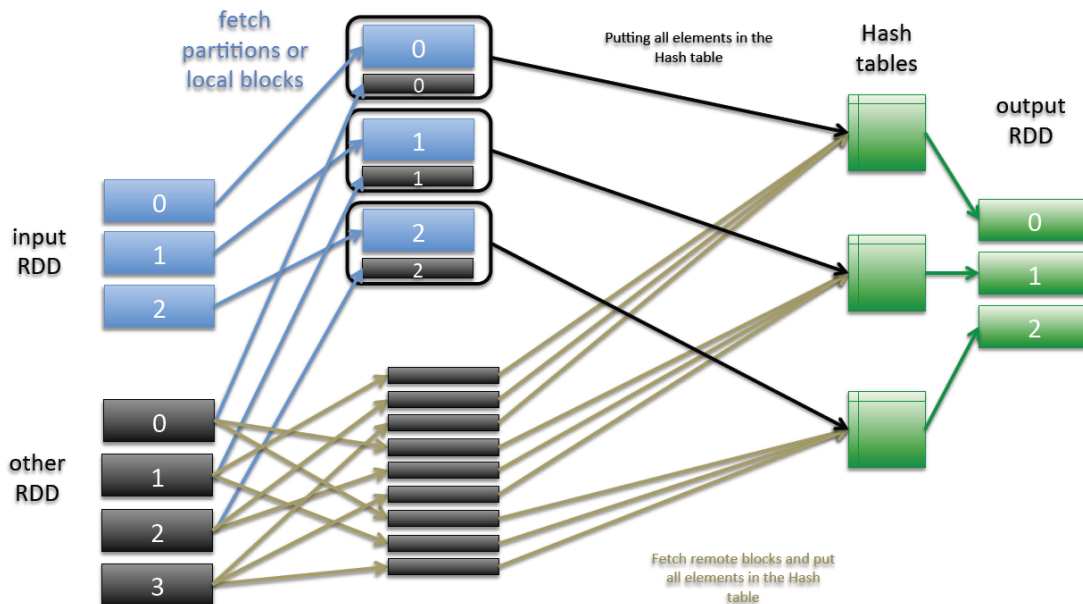 fetch
partitions or
local blocks
0
0
1
1
2
2
Putting all elements in the
Hash table
Hash
tables
output
RDD
0
1
2
input
RDD
0
1
2
other
RDD
0
1
2
3
Fetch remote blocks and put
all elements in the Hash
table